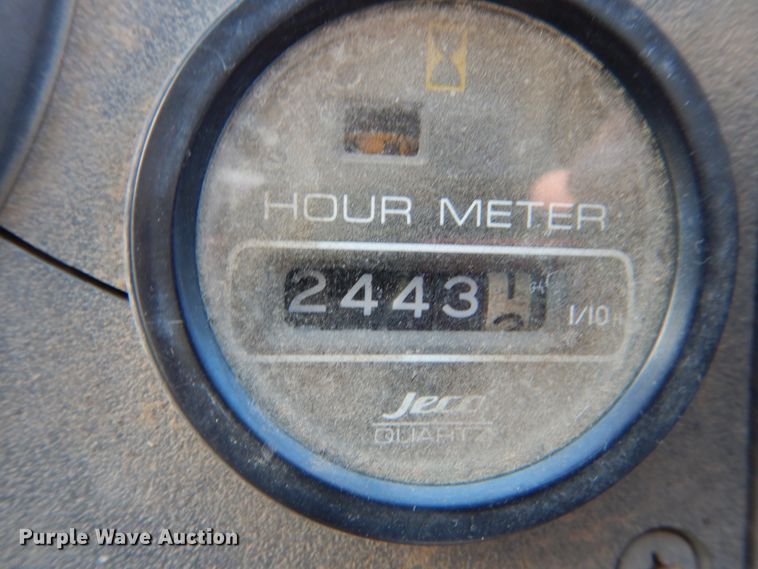 HOUR METER
2443
1/10 H
Jeco
QUARTZ
Purple Wave Auction